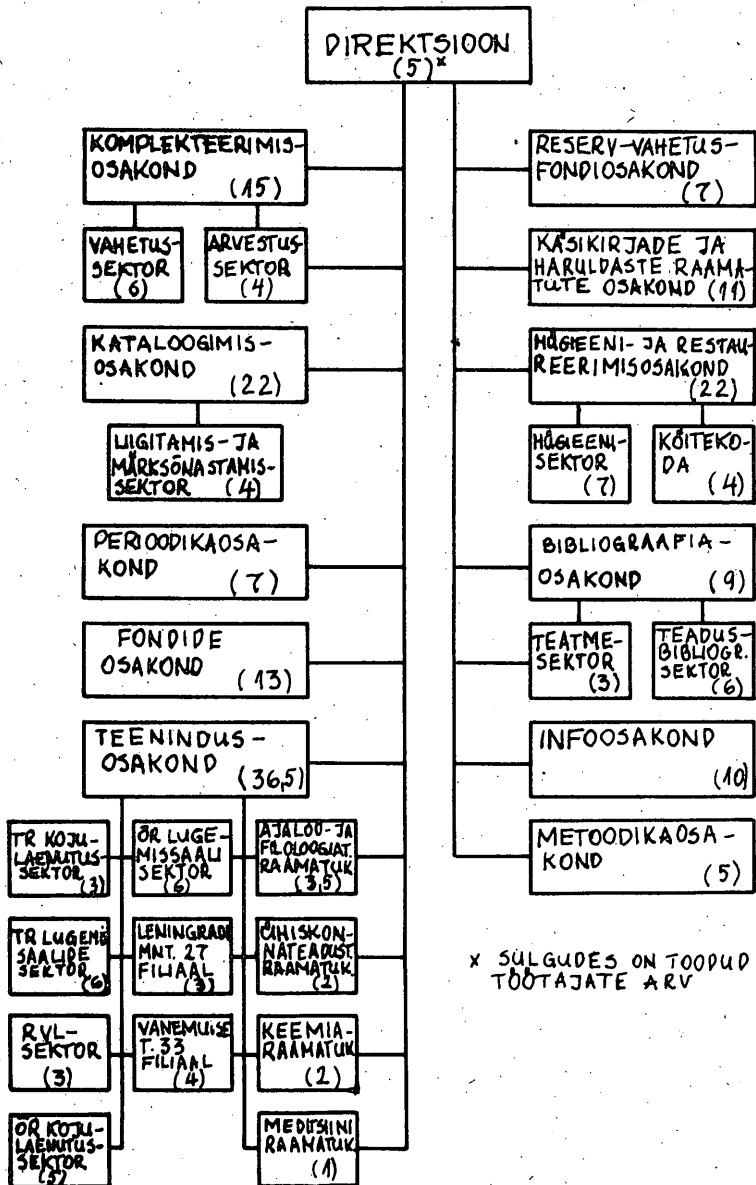 DIREKTSIOON
(5)*
KOMPLEKTEERIMIS-
OSAKOND
(15)
VAHETUS-
SEKTOR
(6)
ARVESTUS-
SEKTOR
(4)
KATALOOGIMIS-
OSAKOND
(22)
LIIGITAMIS- JA
MÄRKSÕNASTAMIS-
SEKTOR (4)
PERIOODIKAOSA-
KOND (7)
FONDIDE
OSAKOND (13)
TEENINDUS-
OSAKOND (36,5)
TR KOJU-
LAENUTUS-
SEKTOR
(3)
ÕR LUGE-
MISSAALI
SEKTOR
(6)
AJALOO- JA
FILOLOOGIAT.
RAAMATUK.
(3,5)
TR LUGEMIS
SAALIDE
SEKTOR
(6)
LENINGRADI
MNT. 27
FILIAAL
(3)
ÜHISKON-
NATEADUST.
RAAMATUK.
(2)
RVL-
SEKTOR
(3)
VANEMUISE
T. 33
FILIAAL
(4)
KEEMIA-
RAAMATUK
(2)
ÕR KOJU-
LAENUTUS-
SEKTOR
(5)
MEDITSIINI
RAAMATUK.
(1)
RESERV-VAHETUS-
FONDIOSAKOND
(7)
KÄSIKIRJADE JA
HARULDASTE RAAMA-
TUTE OSAKOND (11)
HÜGIEENI- JA RESTAU-
REERIMISOSAKOND
(22)
HÜGIEENI-
SEKTOR
(7)
KÖITEKO-
DA
(4)
BIBLIOGRAAFIA-
OSAKOND (9)
TEATME-
SEKTOR
(3)
TEADUS-
BIBLIOGR.
SEKTOR
(6)
INFOOSAKOND
(10)
METOODIKAOSA-
KOND (5)
* SULGUDES ON TOODUD
TÖÖTAJATE ARV